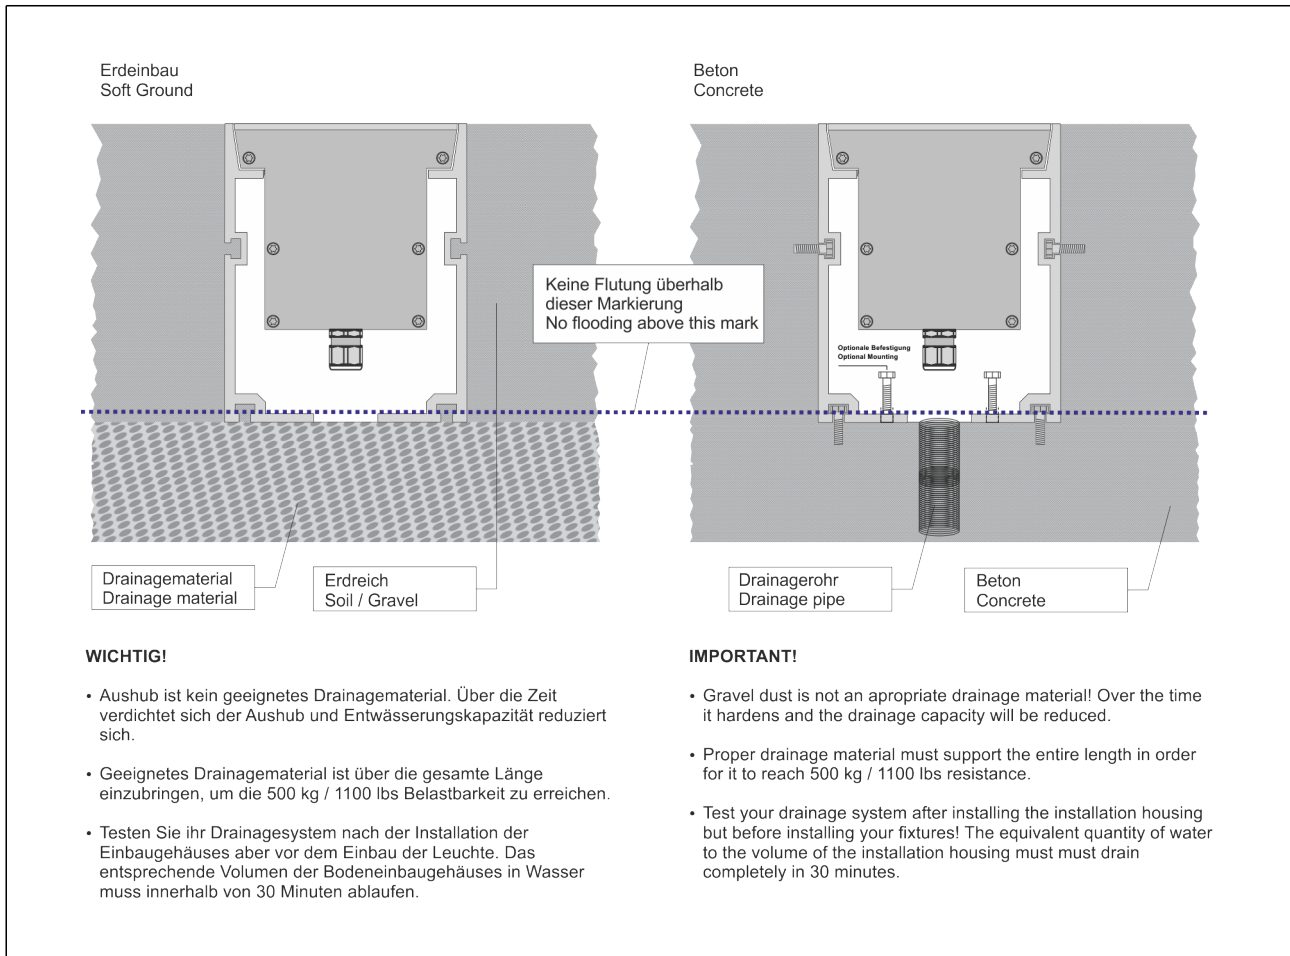 Erdeinbau
Soft Ground
Beton
Concrete
Keine Flutung überhalb
dieser Markierung
No flooding above this mark
Optionale Befestigung
Optional Mounting
Drainagematerial
Drainage material
Erdreich
Soil / Gravel
Drainagerohr
Drainage pipe
Beton
Concrete
WICHTIG!
• Aushub ist kein geeignetes Drainagematerial. Über die Zeit
verdichtet sich der Aushub und Entwässerungskapazität reduziert
sich.
• Geeignetes Drainagematerial ist über die gesamte Länge
einzubringen, um die 500 kg / 1100 lbs Belastbarkeit zu erreichen.
• Testen Sie ihr Drainagesystem nach der Installation der
Einbaugehäuses aber vor dem Einbau der Leuchte. Das
entsprechende Volumen der Bodeneinbaugehäuses in Wasser
muss innerhalb von 30 Minuten ablaufen.
IMPORTANT!
• Gravel dust is not an apropriate drainage material! Over the time
it hardens and the drainage capacity will be reduced.
• Proper drainage material must support the entire length in order
for it to reach 500 kg / 1100 lbs resistance.
• Test your drainage system after installing the installation housing
but before installing your fixtures! The equivalent quantity of water
to the volume of the installation housing must must drain
completely in 30 minutes.